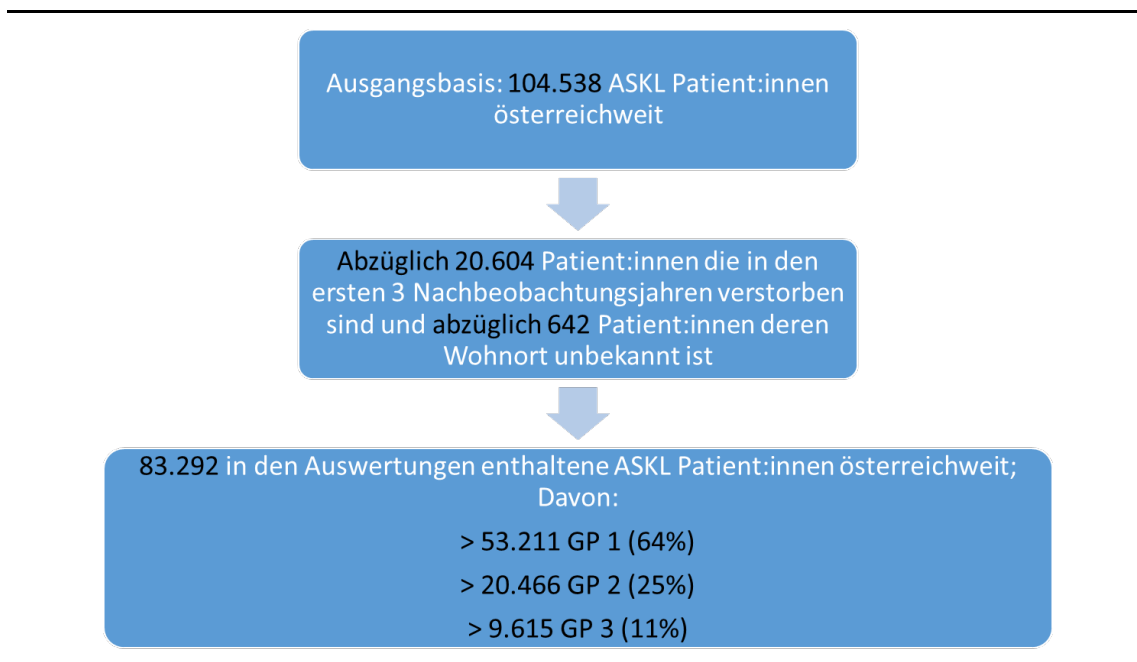 Ausgangsbasis: 104.538 ASKL Patient:innen
österreichweit
Abzüglich 20.604 Patient:innen die in den
ersten 3 Nachbeobachtungsjahren verstorben
sind und abzüglich 642 Patient:innen deren
Wohnort unbekannt ist
83.292 in den Auswertungen enthaltene ASKL Patient:innen österreichweit;
Davon:
> 53.211 GP 1 (64%)
> 20.466 GP 2 (25%)
> 9.615 GP 3 (11%)